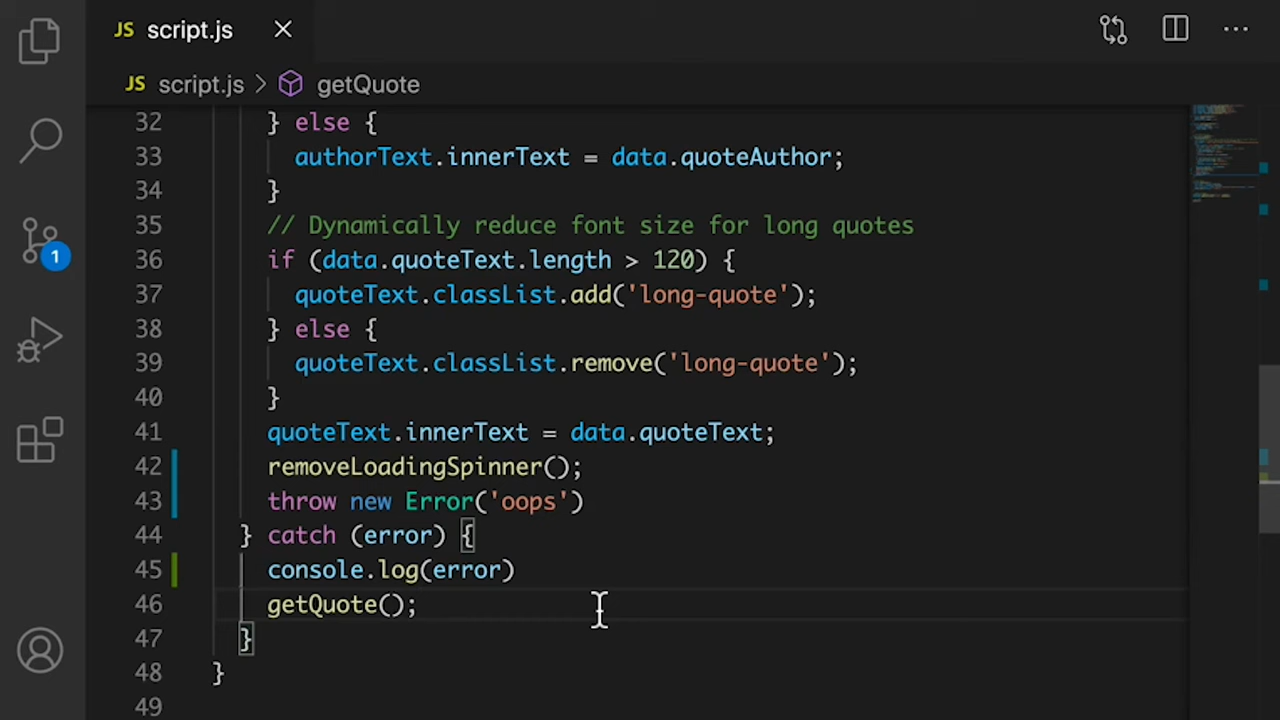 JS script.js
JS script.js > getQuote
32 } else {
33 authorText.innerText = data.quoteAuthor;
34 }
35 // Dynamically reduce font size for long quotes
36 if (data.quoteText.length > 120) {
37 quoteText.classList.add('long-quote');
38 } else {
39 quoteText.classList.remove('long-quote');
40 }
41 quoteText.innerText = data.quoteText;
42 removeLoadingSpinner();
43 throw new Error('oops')
44 } catch (error) {
45 console.log(error)
46 getQuote();
47 }
48 }
49
1